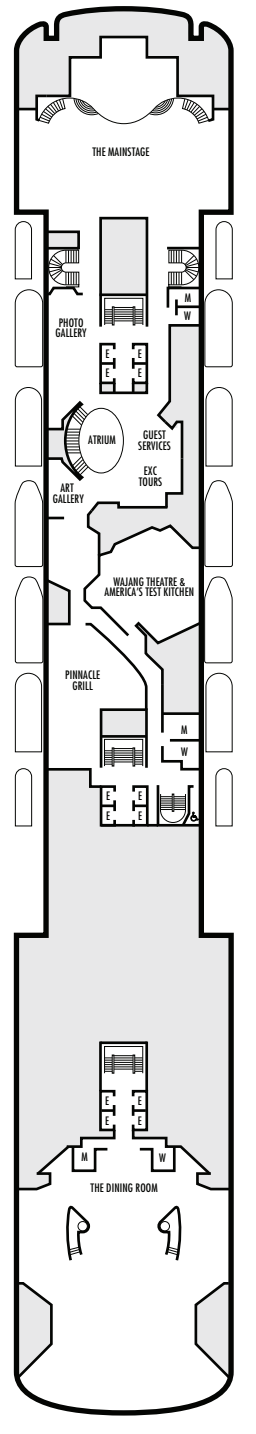 THE MAINSTAGE
M
W
PHOTO
GALLERY
E E
E E
ATRIUM
GUEST
SERVICES
EXC
TOURS
ART
GALLERY
WAJANG THEATRE &
AMERICA'S TEST KITCHEN
PINNACLE
GRILL
M
W
E E
E E
E E
E E
M W
THE DINING ROOM